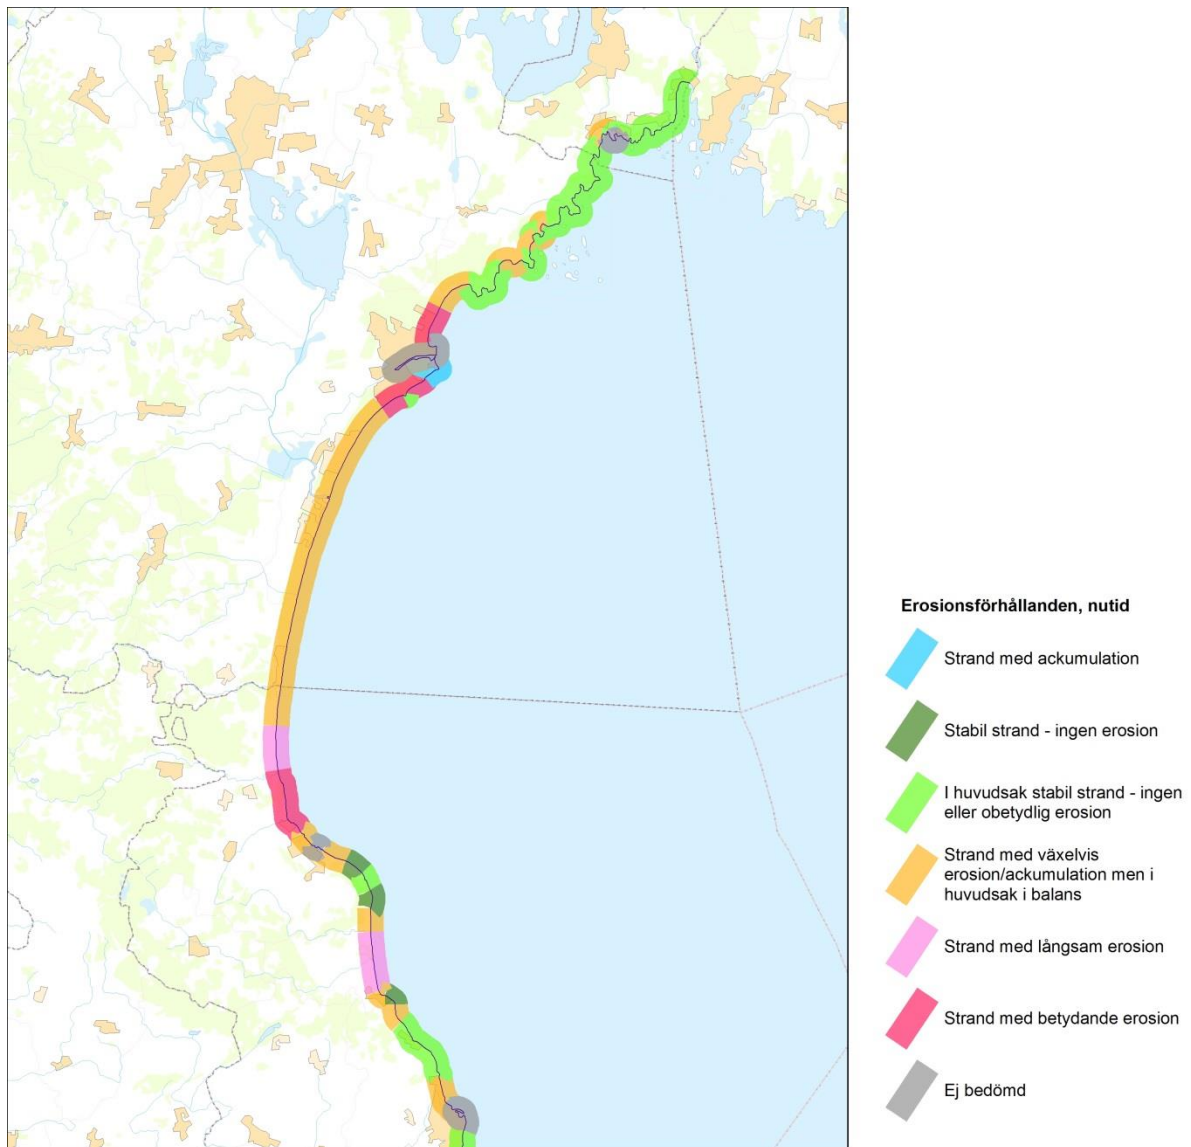 Erosionsförhållanden, nutid
Strand med ackumulation
Stabil strand - ingen erosion
I huvudsak stabil strand - ingen
eller obetydlig erosion
Strand med växelvis
erosion/ackumulation men i
huvudsak i balans
Strand med långsam erosion
Strand med betydande erosion
Ej bedömd